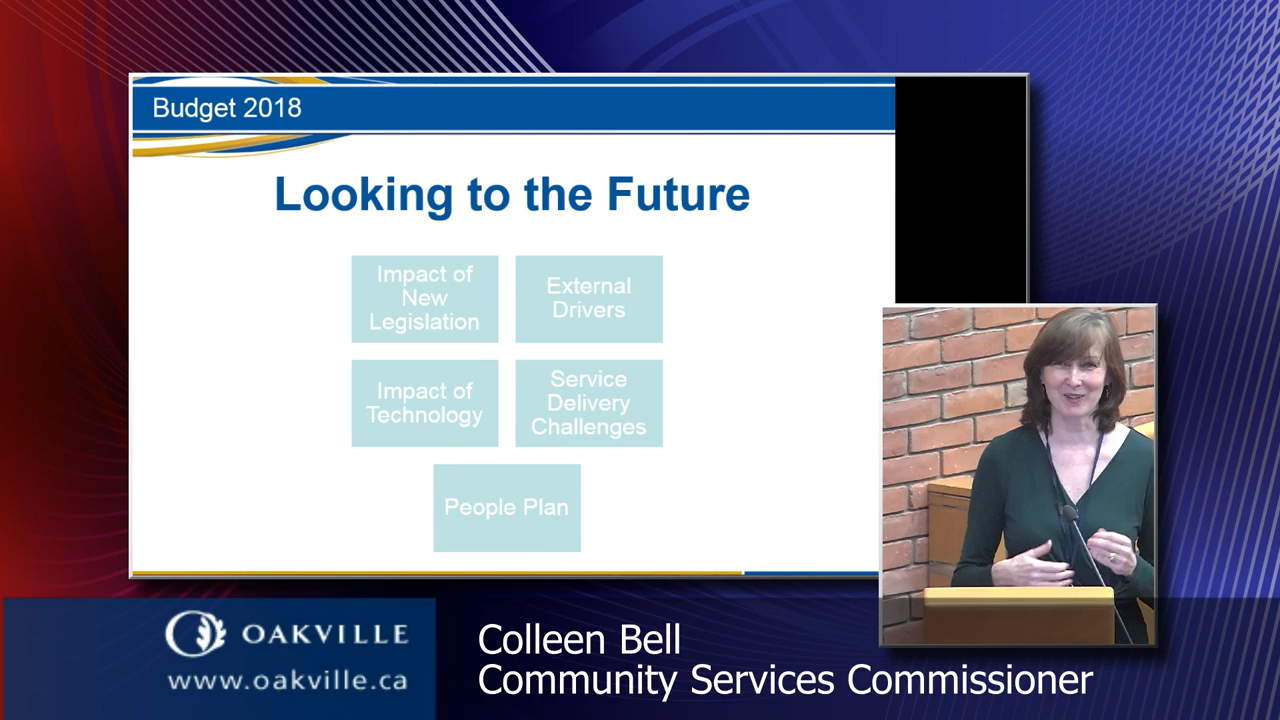 Budget 2018
Looking to the Future
Impact of
New
Legislation
External
Drivers
Impact of
Technology
Service
Delivery
Challenges
People Plan
OAKVILLE
www.oakville.ca
Colleen Bell
Community Services Commissioner